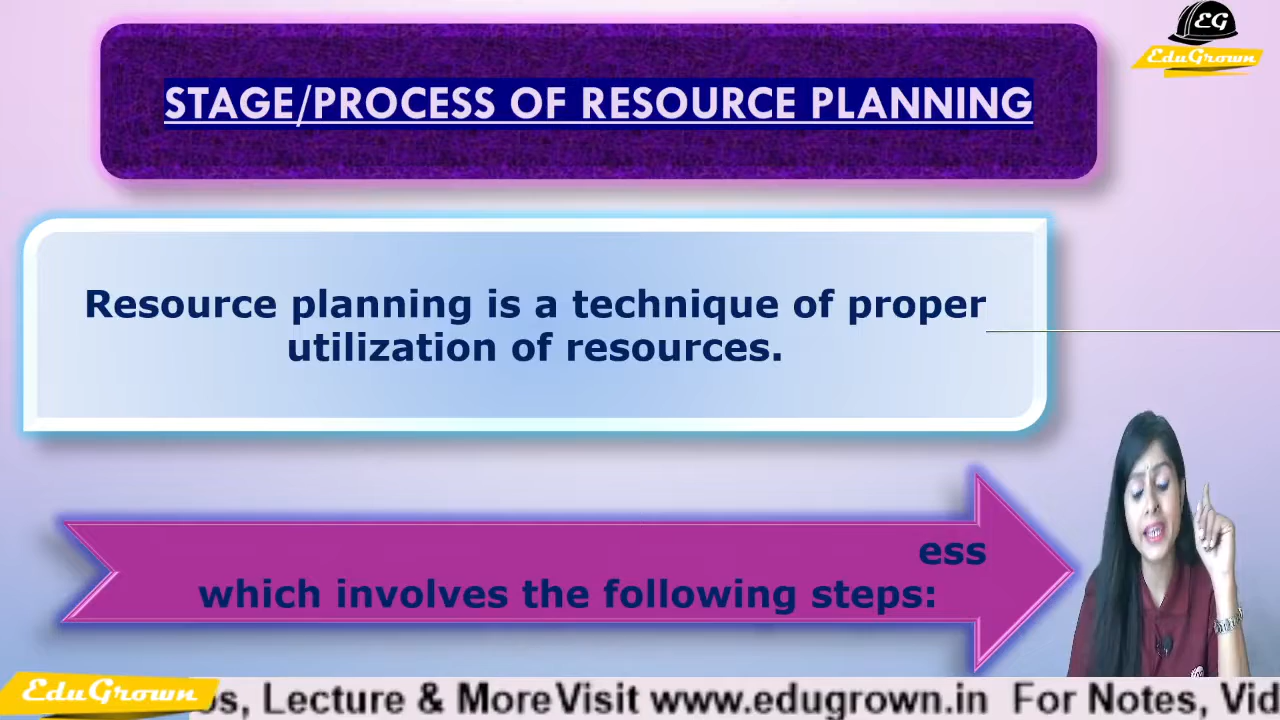 EG
EduGrown
STAGE/PROCESS OF RESOURCE PLANNING
Resource planning is a technique of proper
utilization of resources.
ess
which involves the following steps:
EduGrown
os, Lecture & More Visit www.edugrown.in For Notes, Vid